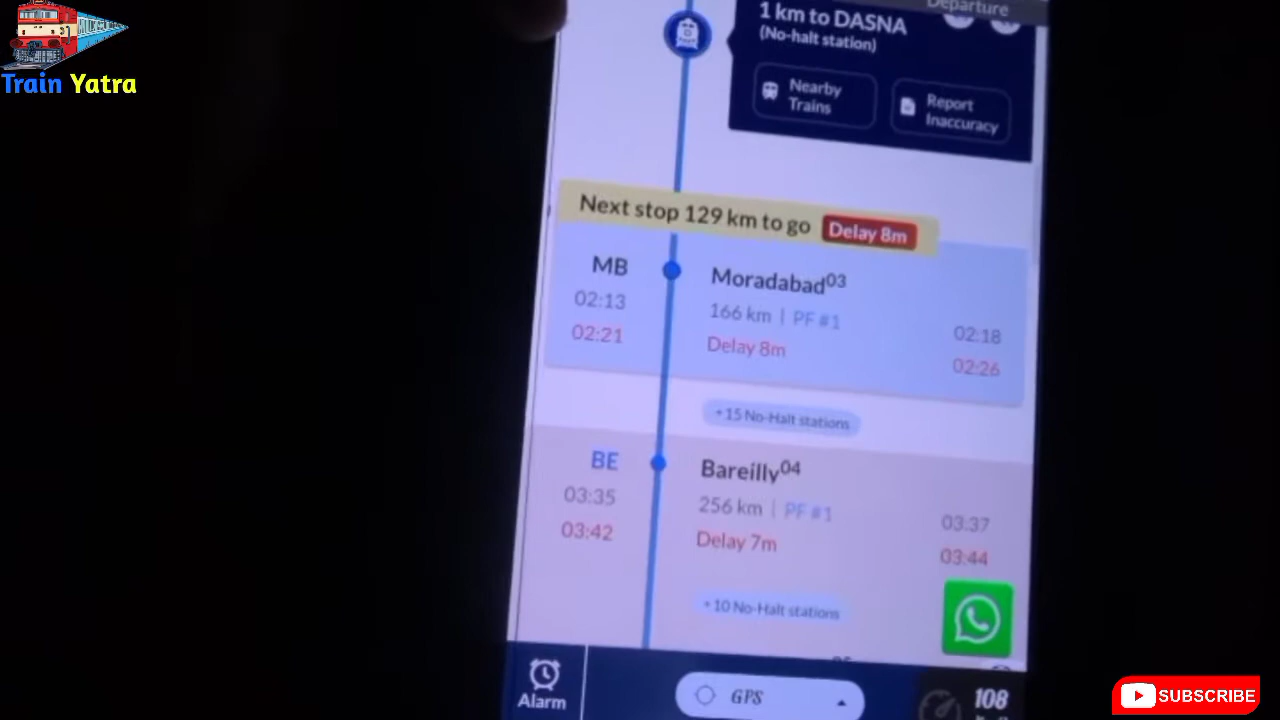 Train Yatra
Departure
1 km to DASNA
(No-halt station)
Nearby
Trains
Report
Inaccuracy
Next stop 129 km to go Delay 8m
MB
Moradabad03
02:13
166 km | PF #1
02:18
02:21
Delay 8m
02:26
+15 No-Halt stations
BE
Bareilly04
03:35
256 km | PF #1
03:37
03:42
Delay 7m
03:44
+10 No-Halt stations
Alarm
GPS
108
SUBSCRIBE